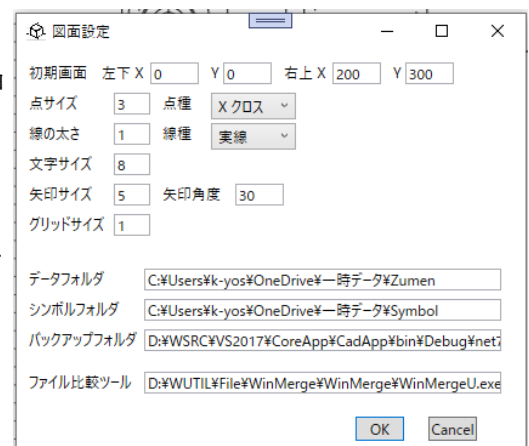 図面設定
初期画面 左下 X 0 Y 0 右上 X 200 Y 300
点サイズ 3 点種 X クロス
線の太さ 1 線種 実線
文字サイズ 8
矢印サイズ 5 矢印角度 30
グリッドサイズ 1
データフォルダ C:¥Users¥k-yos¥OneDrive¥一時データ¥Zumen
シンボルフォルダ C:¥Users¥k-yos¥OneDrive¥一時データ¥Symbol
バックアップフォルダ D:¥WSRC¥VS2017¥CoreApp¥CadApp¥bin¥Debug¥net7
ファイル比較ツール D:¥WUTIL¥File¥WinMerge¥WinMerge¥WinMergeU.exe
OK Cancel